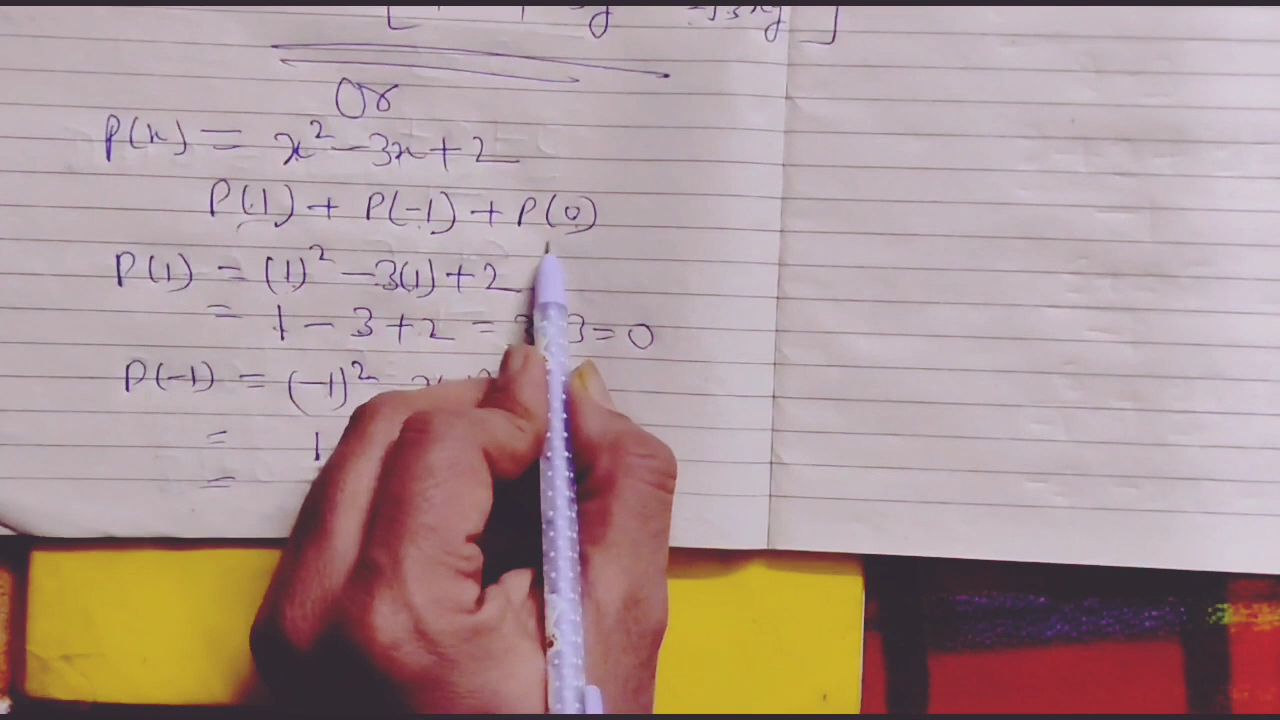 Or
P(x) = x² - 3x + 2
P(1) + P(-1) + P(0)
P(1) = (1)² - 3(1) + 2
= 1 - 3 + 2 = 3 3 = 0
P(-1) = (-1)²
= 1
=